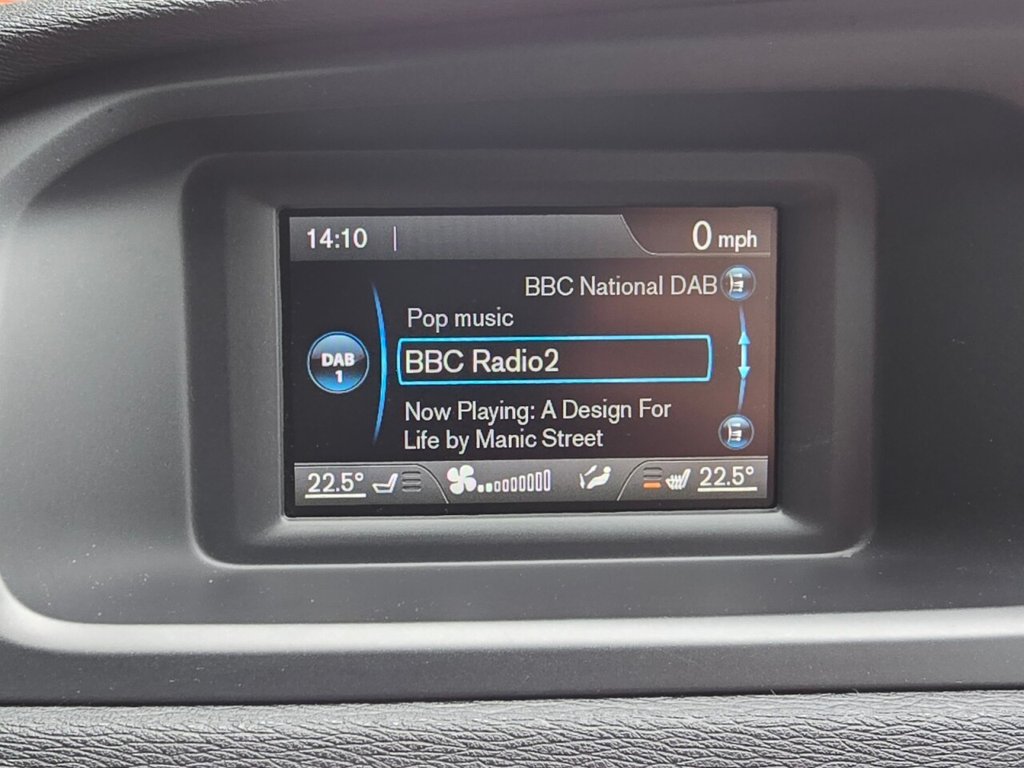 14:10 | 0 mph
BBC National DAB
Pop music
DAB
1
BBC Radio2
Now Playing: A Design For
Life by Manic Street
22.5° 22.5°